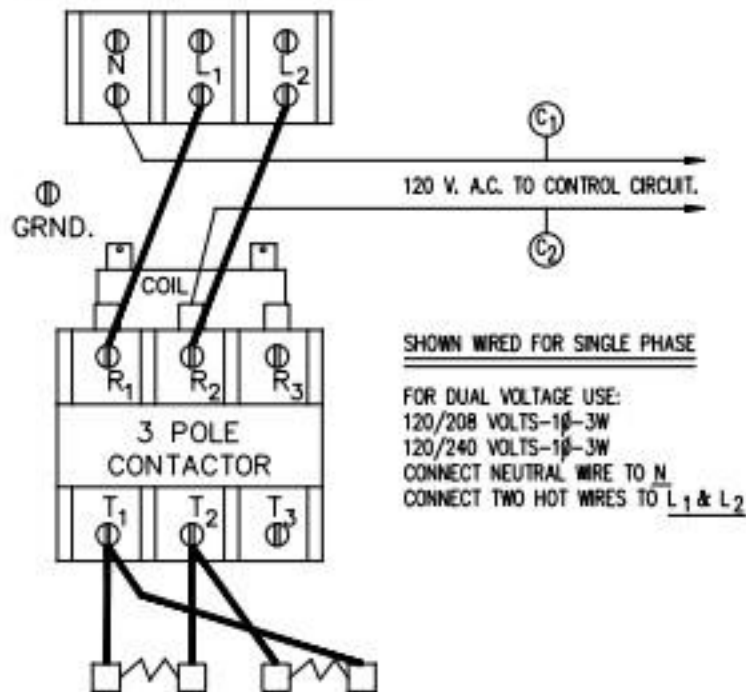 N L1 L2
C1
120 V. A.C. TO CONTROL CIRCUIT.
GRND.
C2
COIL
R1 R2 R3
3 POLE
CONTACTOR
T1 T2 T3
SHOWN WIRED FOR SINGLE PHASE
FOR DUAL VOLTAGE USE:
120/208 VOLTS-1ϕ-3W
120/240 VOLTS-1ϕ-3W
CONNECT NEUTRAL WIRE TO N
CONNECT TWO HOT WIRES TO L1 & L2